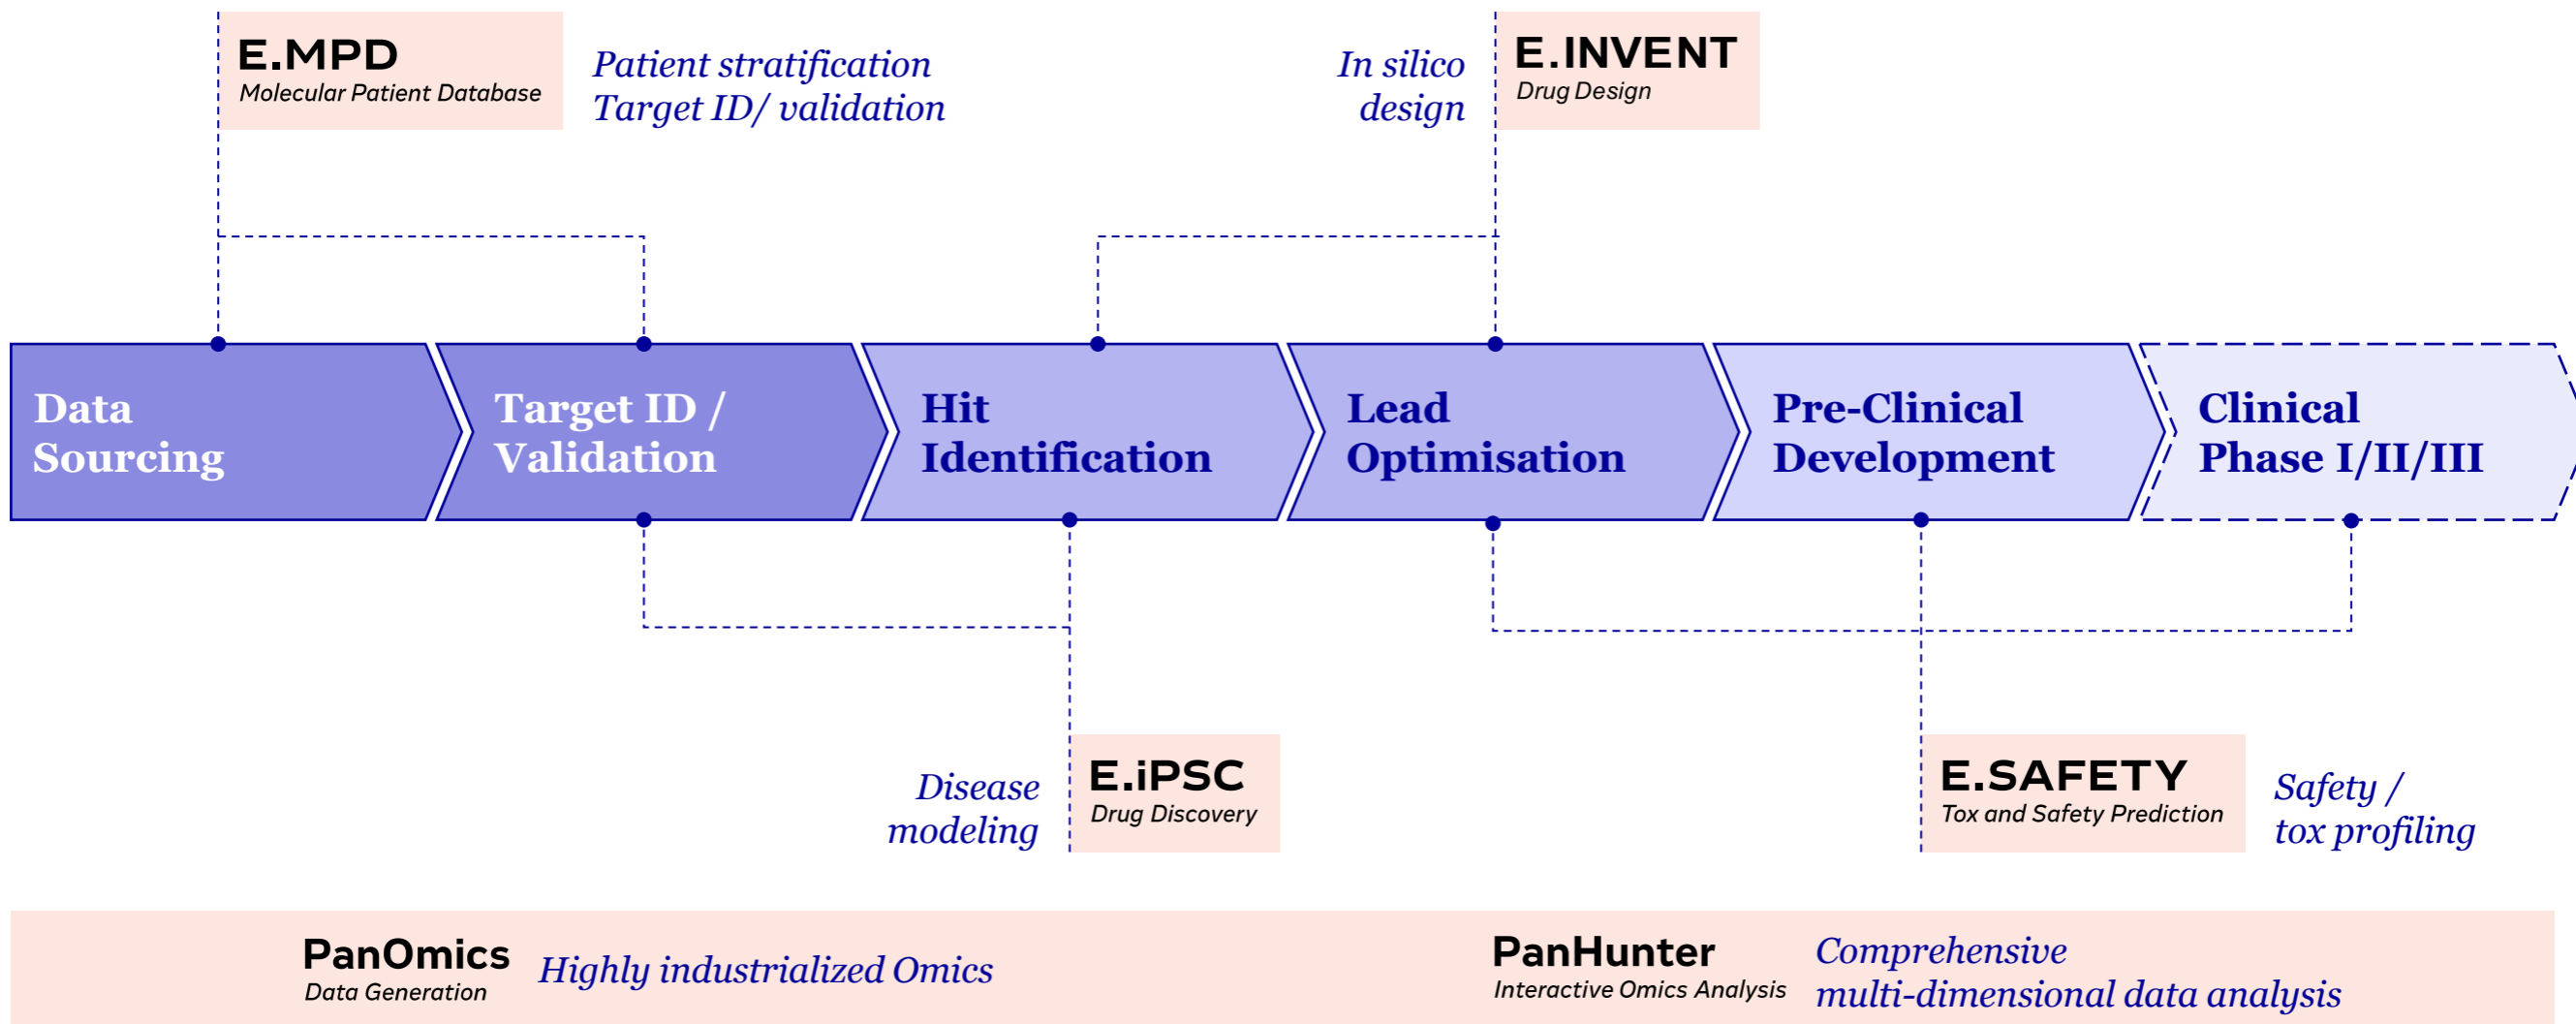 E.MPD
Molecular Patient Database
Patient stratification
Target ID/ validation
In silico
design
E.INVENT
Drug Design
Data
Sourcing
Target ID /
Validation
Hit
Identification
Lead
Optimisation
Pre-Clinical
Development
Clinical
Phase I/II/III
Disease
modeling
E.iPSC
Drug Discovery
E.SAFETY
Tox and Safety Prediction
Safety /
tox profiling
PanOmics
Data Generation
Highly industrialized Omics
PanHunter
Interactive Omics Analysis
Comprehensive
multi-dimensional data analysis